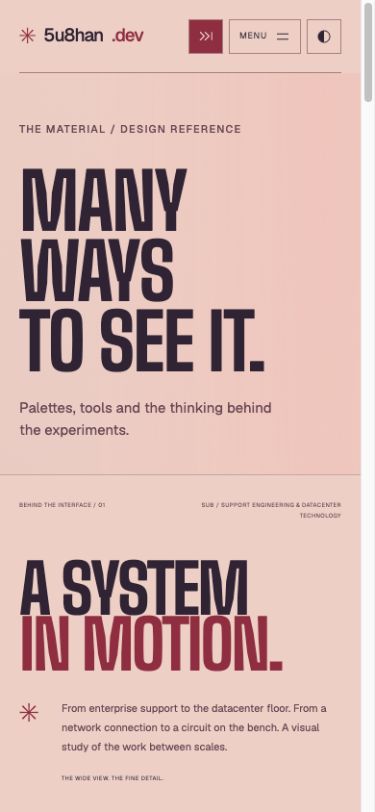 5u8han .dev
MENU
THE MATERIAL / DESIGN REFERENCE
MANY
WAYS
TO SEE IT.
Palettes, tools and the thinking behind
the experiments.
BEHIND THE INTERFACE / 01
SUB / SUPPORT ENGINEERING & DATACENTER
TECHNOLOGY
A SYSTEM
IN MOTION.
From enterprise support to the datacenter floor. From a
network connection to a circuit on the bench. A visual
study of the work between scales.
THE WIDE VIEW. THE FINE DETAIL.